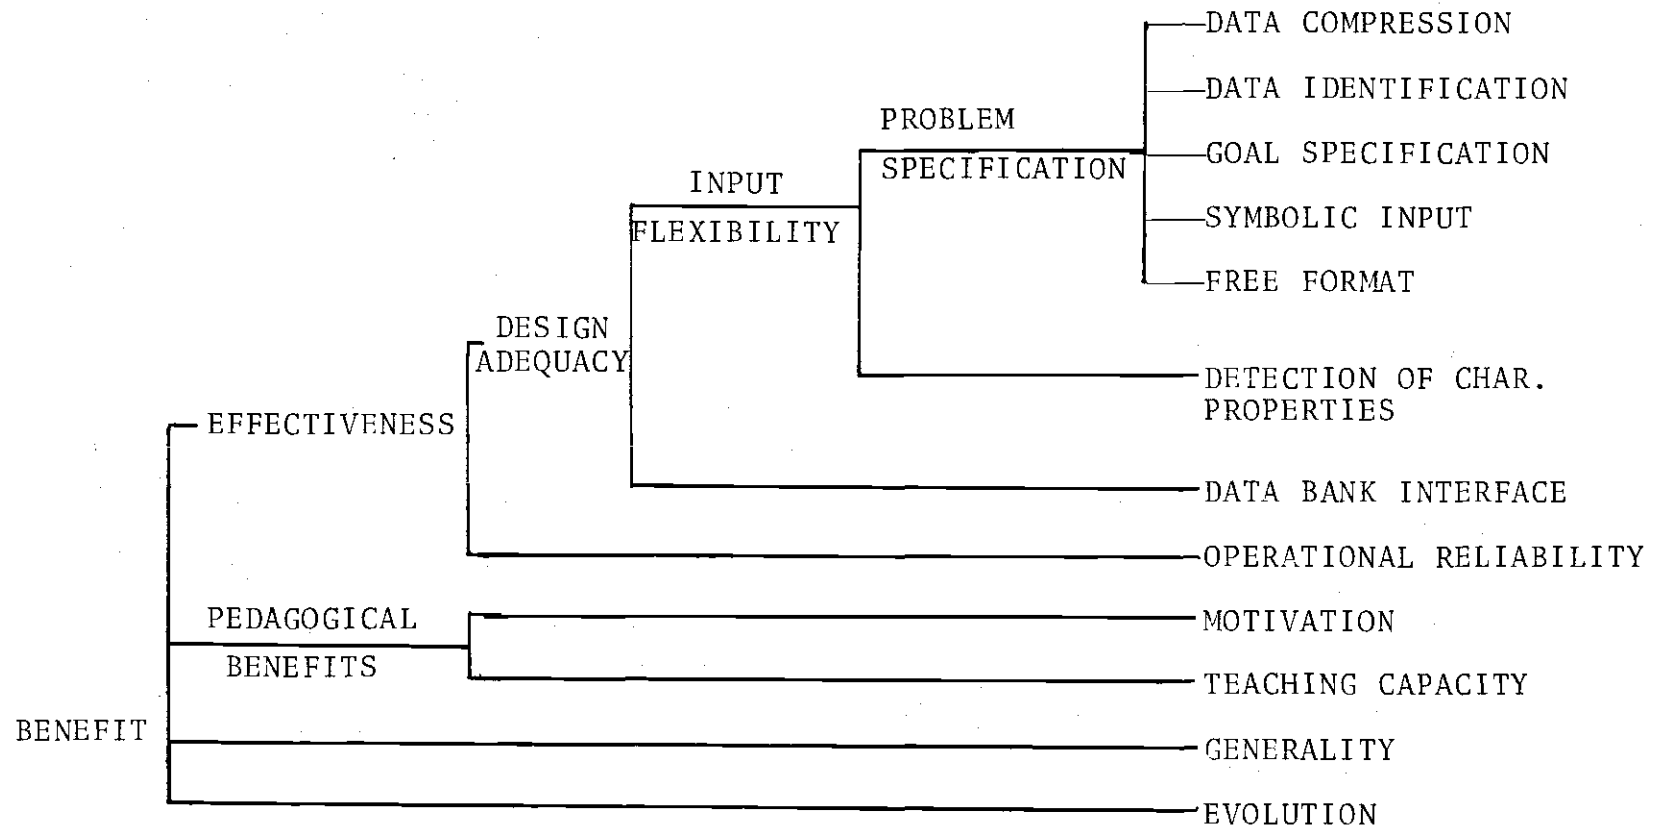 DATA COMPRESSION
DATA IDENTIFICATION
PROBLEM
SPECIFICATION
GOAL SPECIFICATION
INPUT
FLEXIBILITY
SYMBOLIC INPUT
FREE FORMAT
DESIGN
ADEQUACY
DETECTION OF CHAR.
PROPERTIES
EFFECTIVENESS
DATA BANK INTERFACE
OPERATIONAL RELIABILITY
PEDAGOGICAL
BENEFITS
MOTIVATION
TEACHING CAPACITY
BENEFIT
GENERALITY
EVOLUTION